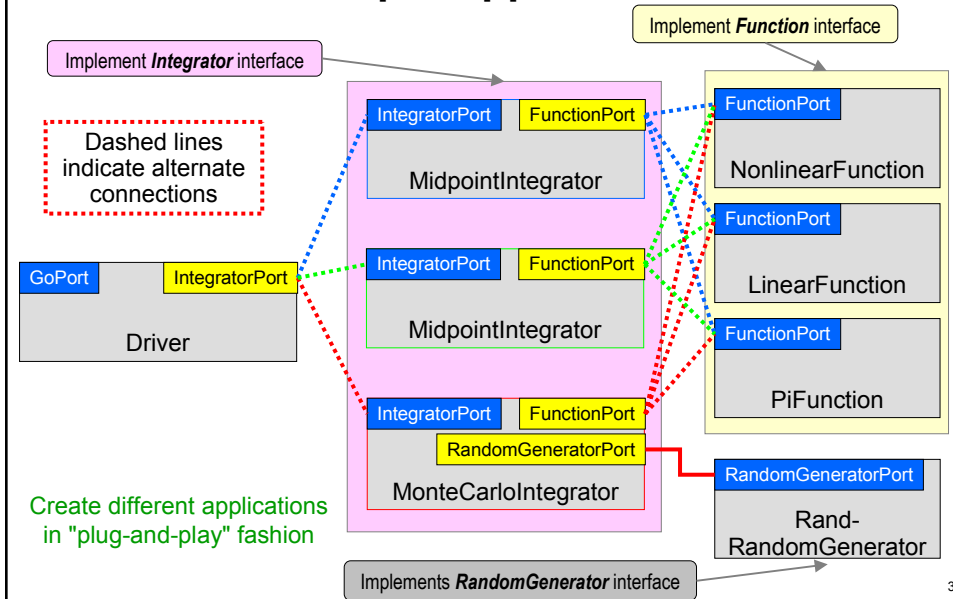 Implement Function interface
Implement Integrator interface
Dashed lines
indicate alternate
connections
GoPort
IntegratorPort
Driver
IntegratorPort
FunctionPort
MidpointIntegrator
IntegratorPort
FunctionPort
MidpointIntegrator
IntegratorPort
FunctionPort
RandomGeneratorPort
MonteCarloIntegrator
FunctionPort
NonlinearFunction
FunctionPort
LinearFunction
FunctionPort
PiFunction
RandomGeneratorPort
Rand-
RandomGenerator
Create different applications
in "plug-and-play" fashion
Implements RandomGenerator interface
3